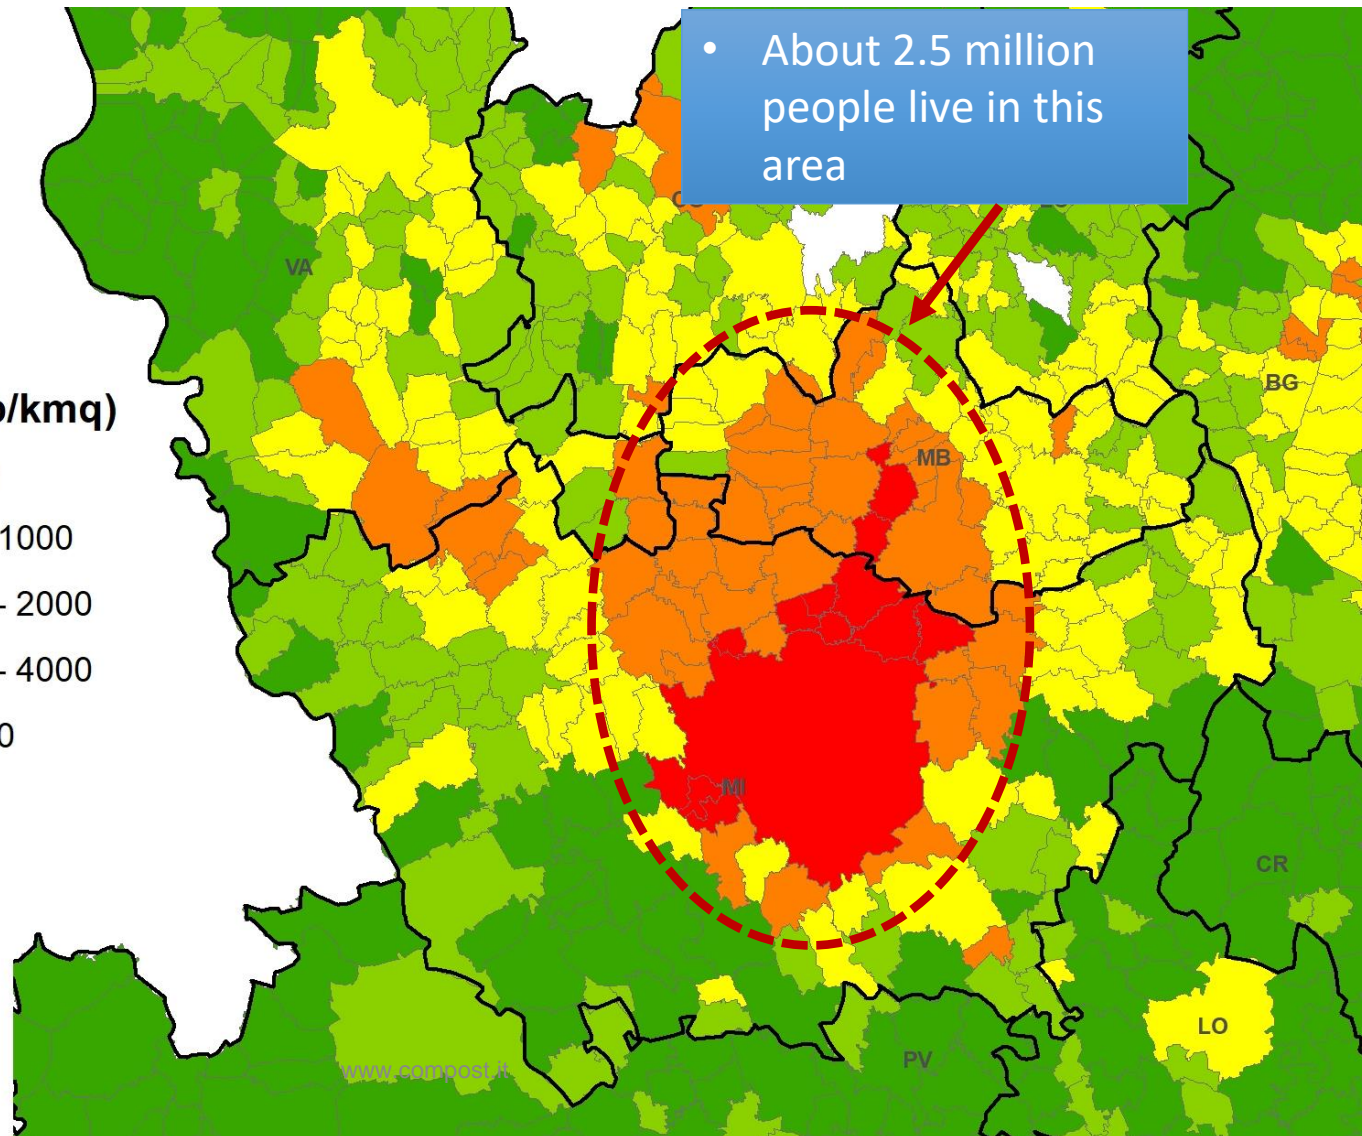 • About 2.5 million
people live in this
area
VA
BG
/kmq)
1000
- 2000
- 4000
0
MB
MI
CR
LO
PV
www.compost.it